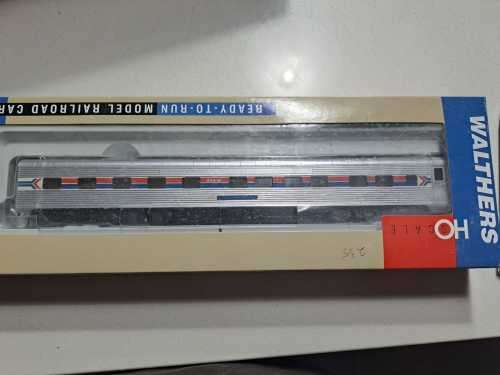 READY-TO-RUN MODEL RAILROAD CAR
WALTHERS
HO
SCALE